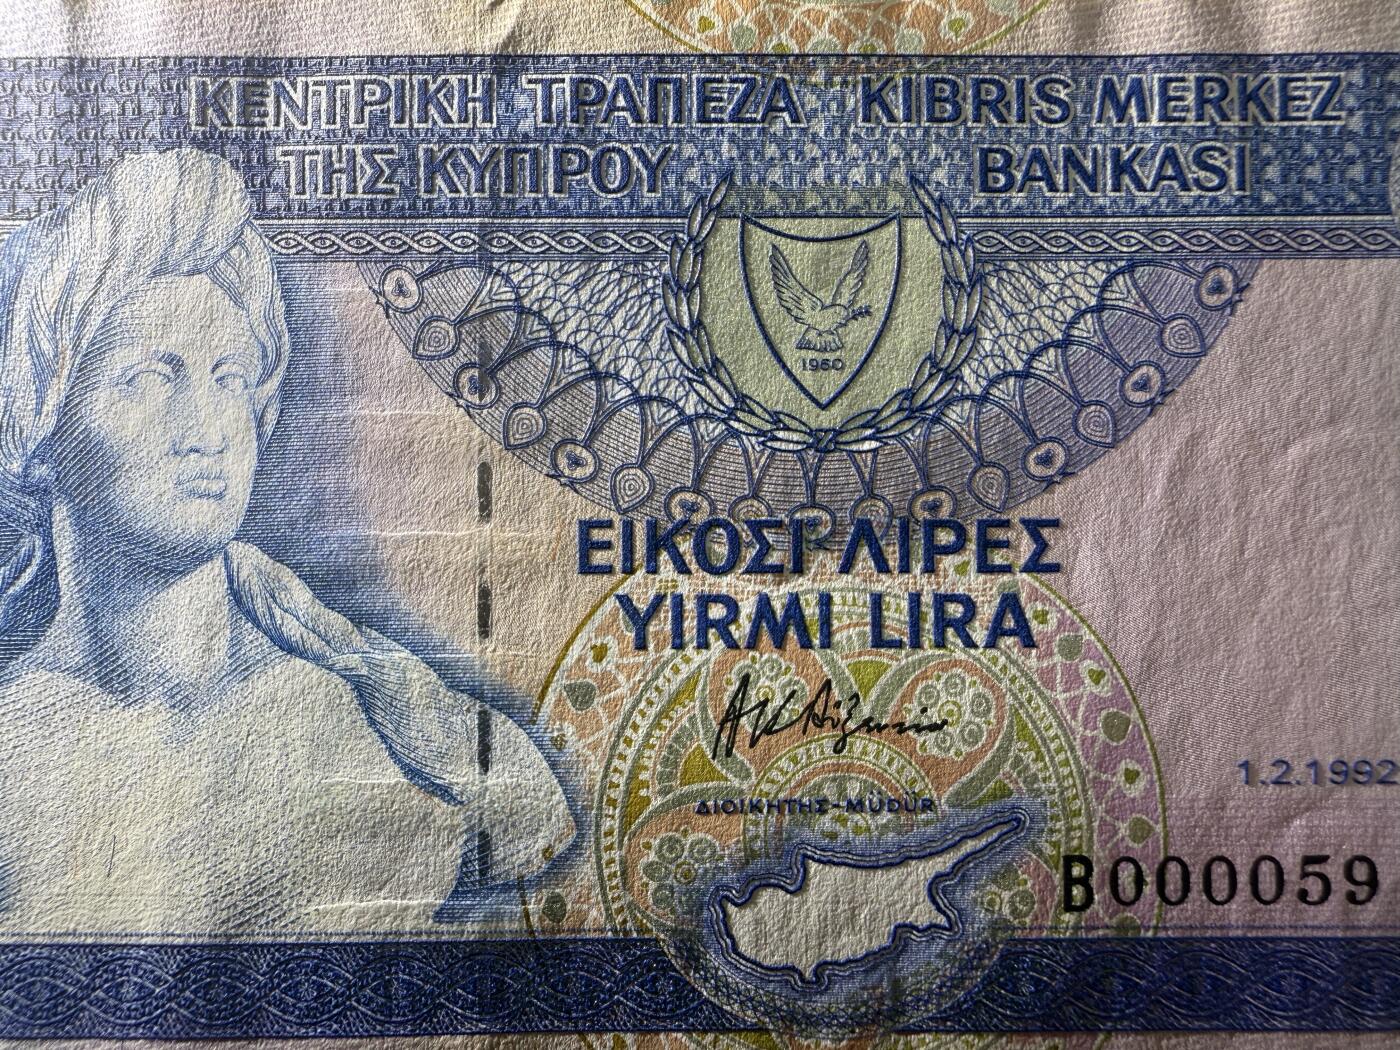 ΚΕΝΤΡΙΚΗ ΤΡΑΠΕΖΑ KIBRIS MERKEZ
ΤΗΣ ΚΥΠΡΟΥ BANKASI
1960
ΕΙΚΟΣΙ ΛΙΡΕΣ
YIRMI LIRA
ΔΙΟΙΚΗΤΗΣ-MÜDÜR
1.2.1992
B000059